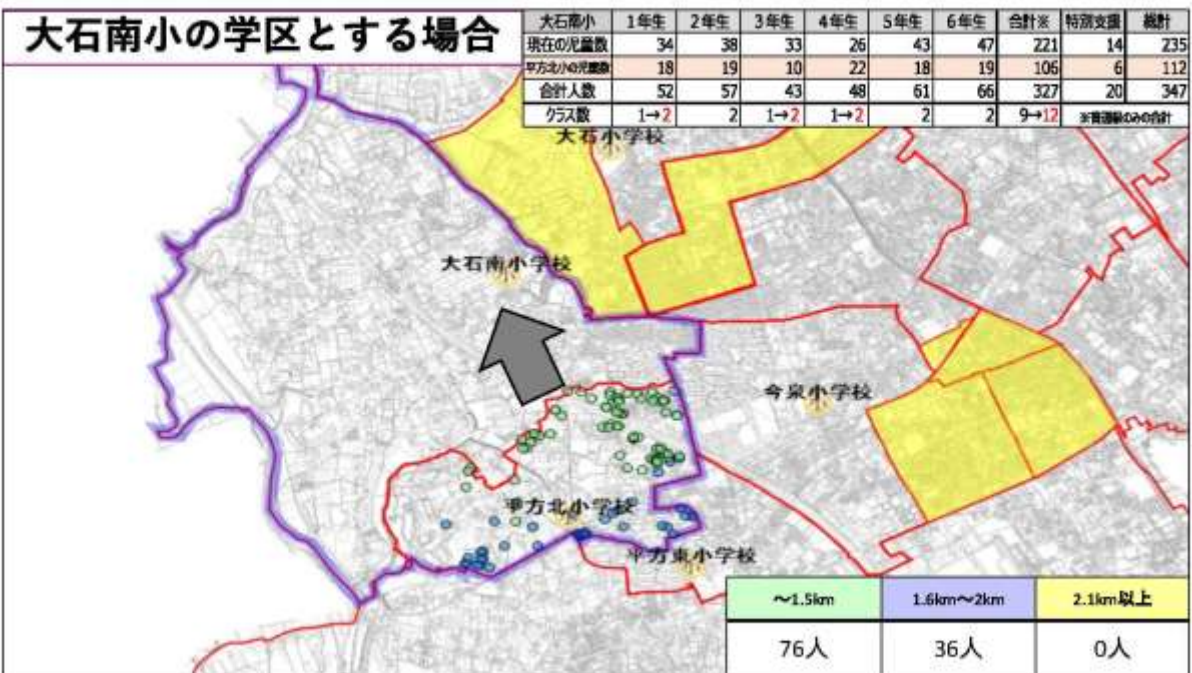 大石南小の学区とする場合
大石南小 1年生 2年生 3年生 4年生 5年生 6年生 合計※ 特別支援 総計
現在の児童数 34 38 33 26 43 47 221 14 235
平方北小の児童数 18 19 10 22 18 19 106 6 112
合計人数 52 57 43 48 61 66 327 20 347
クラス数 1→2 2 1→2 1→2 2 2 9→12 ※普通級のみの合計
大石小学校
大石南小学校
今泉小学校
平方北小学校
平方東小学校
～1.5km 1.6km～2km 2.1km以上
76人 36人 0人